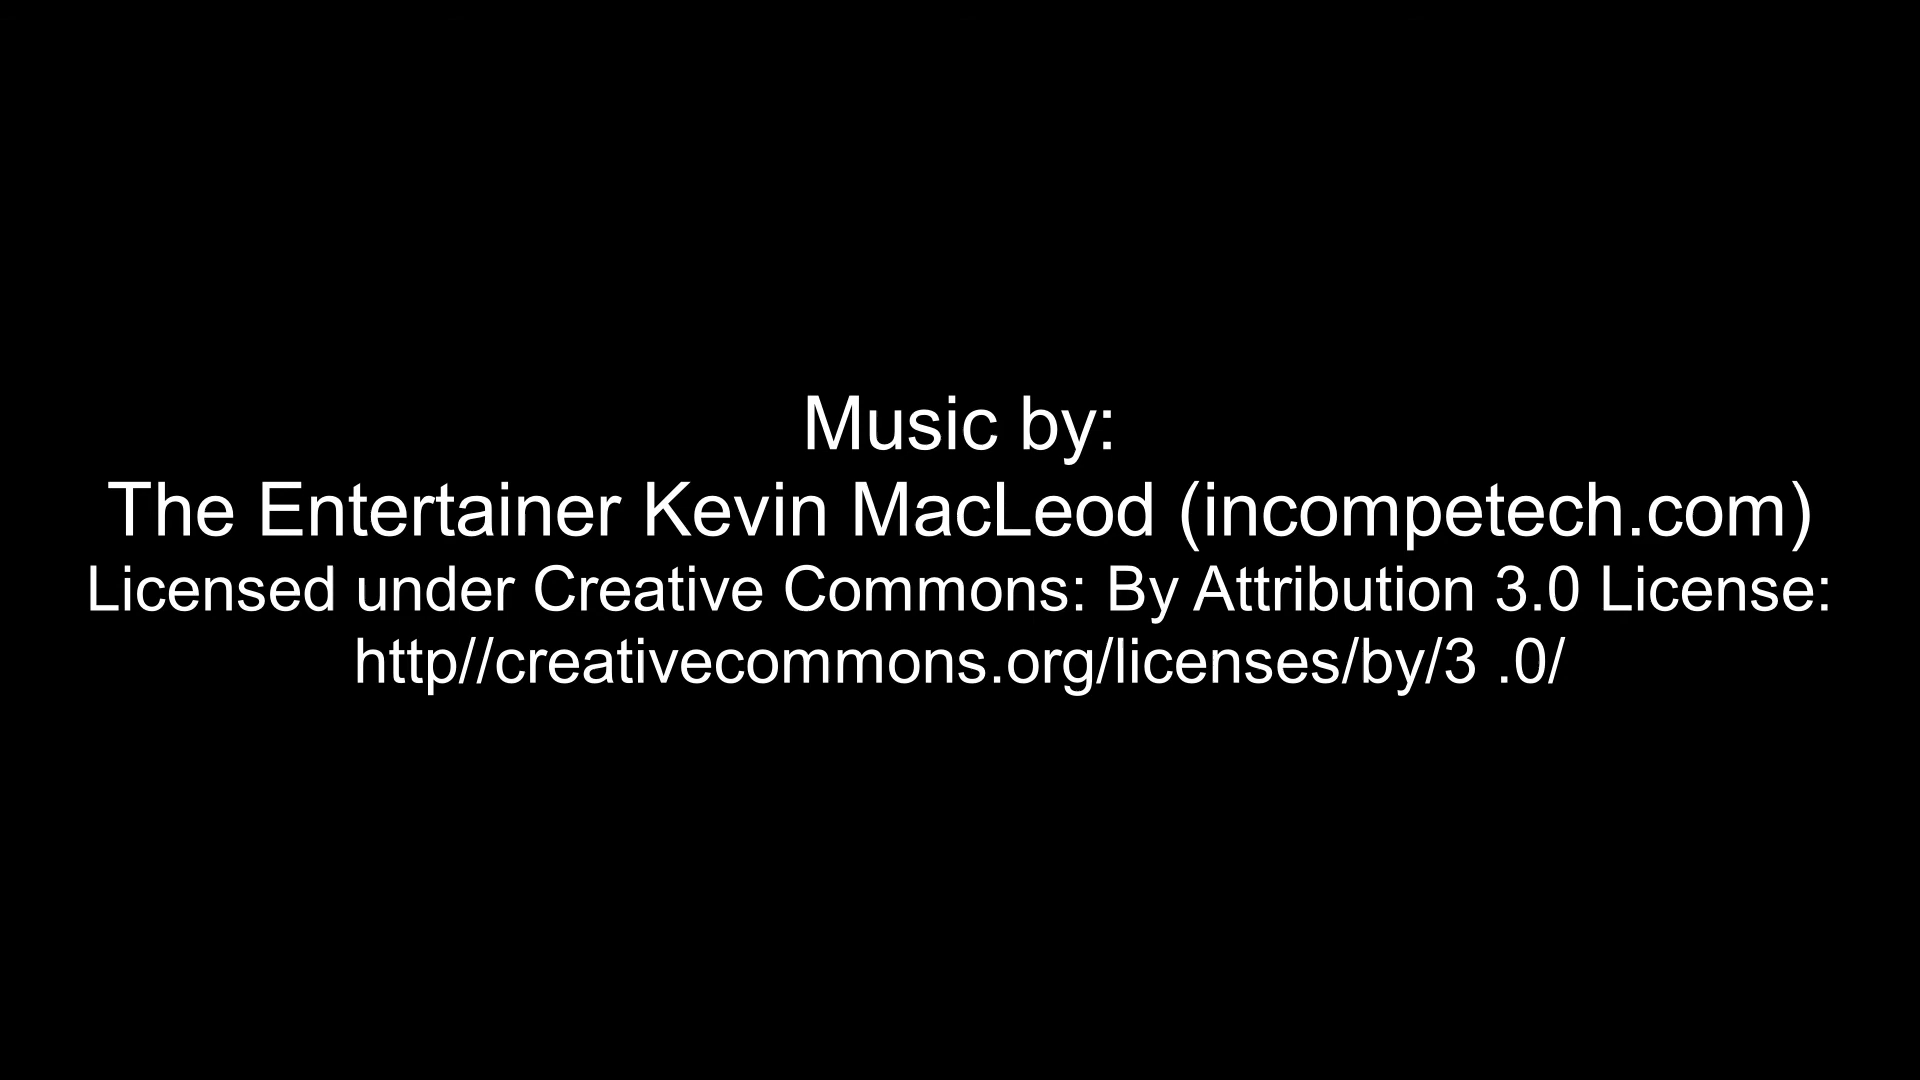 Music by:
The Entertainer Kevin MacLeod (incompetech.com)
Licensed under Creative Commons: By Attribution 3.0 License:
http//creativecommons.org/licenses/by/3 .0/